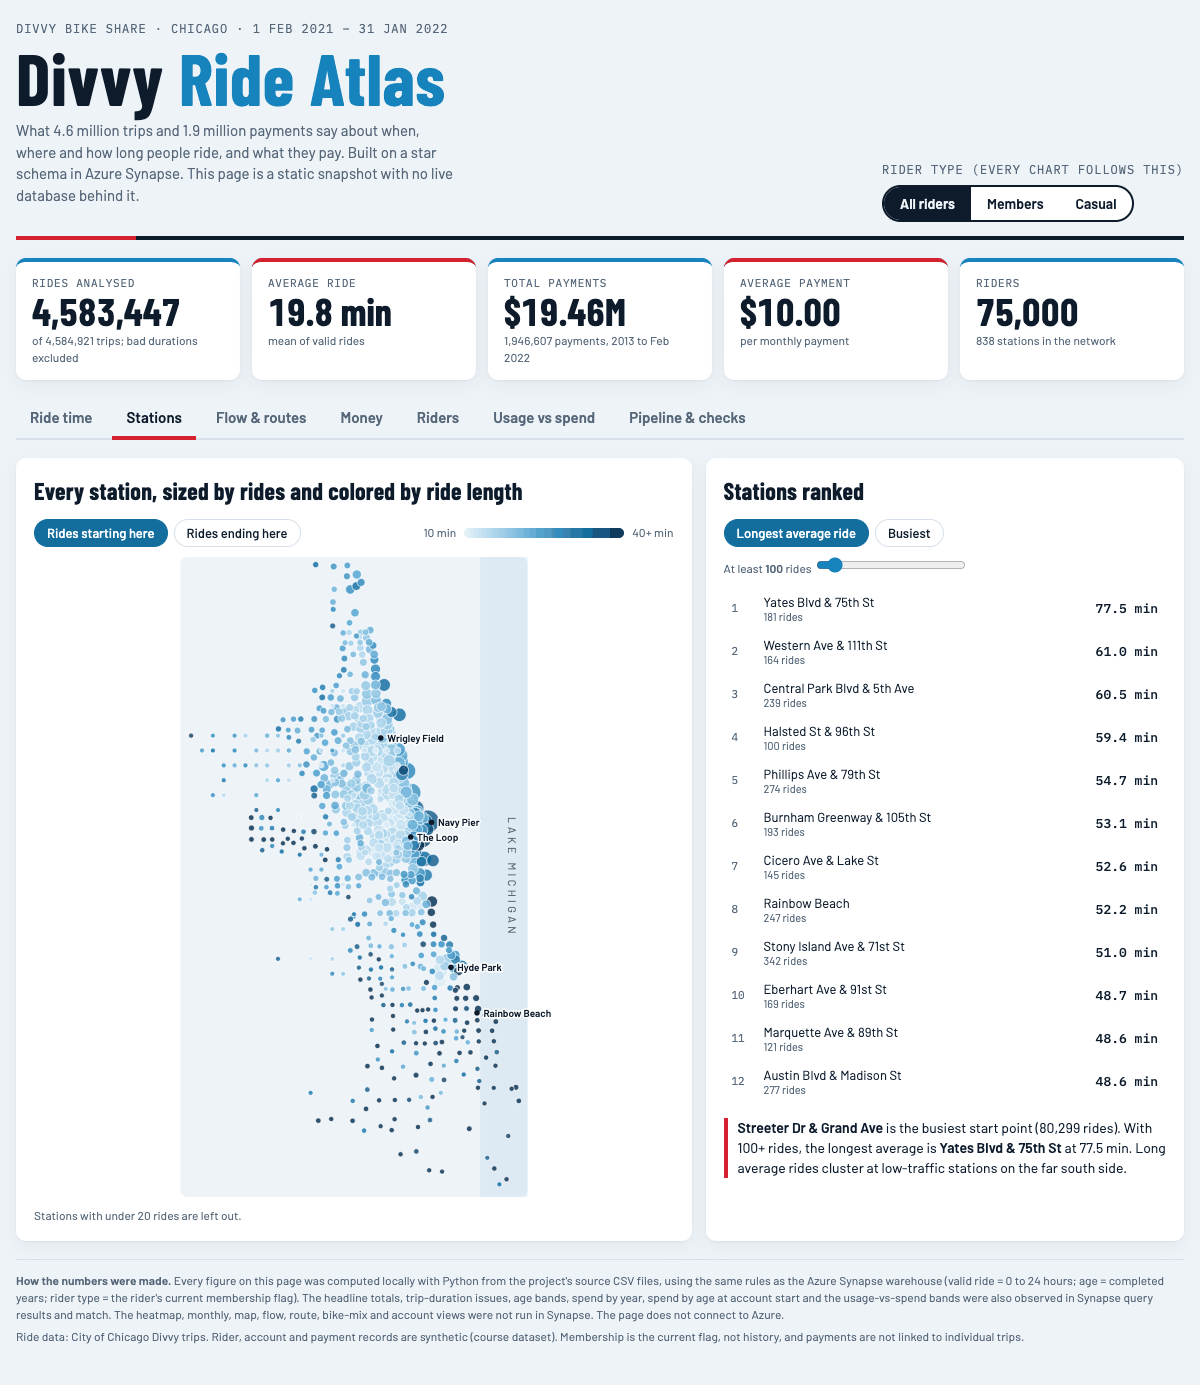 DIVVY BIKE SHARE · CHICAGO · 1 FEB 2021 – 31 JAN 2022
Divvy Ride Atlas
What 4.6 million trips and 1.9 million payments say about when,
where and how long people ride, and what they pay. Built on a star
schema in Azure Synapse. This page is a static snapshot with no live
database behind it.
RIDER TYPE (EVERY CHART FOLLOWS THIS)
All riders Members Casual
RIDES ANALYSED
4,583,447
of 4,584,921 trips; bad durations
excluded
AVERAGE RIDE
19.8 min
mean of valid rides
TOTAL PAYMENTS
$19.46M
1,946,607 payments, 2013 to Feb
2022
AVERAGE PAYMENT
$10.00
per monthly payment
RIDERS
75,000
838 stations in the network
Ride time Stations Flow & routes Money Riders Usage vs spend Pipeline & checks
Every station, sized by rides and colored by ride length
Rides starting here Rides ending here 10 min 40+ min
Wrigley Field
Navy Pier
The Loop
LAKE MICHIGAN
Hyde Park
Rainbow Beach
Stations with under 20 rides are left out.
Stations ranked
Longest average ride Busiest
At least 100 rides
1 Yates Blvd & 75th St 77.5 min
181 rides
2 Western Ave & 111th St 61.0 min
164 rides
3 Central Park Blvd & 5th Ave 60.5 min
239 rides
4 Halsted St & 96th St 59.4 min
100 rides
5 Phillips Ave & 79th St 54.7 min
274 rides
6 Burnham Greenway & 105th St 53.1 min
193 rides
7 Cicero Ave & Lake St 52.6 min
145 rides
8 Rainbow Beach 52.2 min
247 rides
9 Stony Island Ave & 71st St 51.0 min
342 rides
10 Eberhart Ave & 91st St 48.7 min
169 rides
11 Marquette Ave & 89th St 48.6 min
121 rides
12 Austin Blvd & Madison St 48.6 min
277 rides
Streeter Dr & Grand Ave is the busiest start point (80,299 rides). With
100+ rides, the longest average is Yates Blvd & 75th St at 77.5 min. Long
average rides cluster at low-traffic stations on the far south side.
How the numbers were made. Every figure on this page was computed locally with Python from the project's source CSV files, using the same rules as the Azure Synapse warehouse (valid ride = 0 to 24 hours; age = completed
years; rider type = the rider's current membership flag). The headline totals, trip-duration issues, age bands, spend by year, spend by age at account start and the usage-vs-spend bands were also observed in Synapse query
results and match. The heatmap, monthly, map, flow, route, bike-mix and account views were not run in Synapse. The page does not connect to Azure.
Ride data: City of Chicago Divvy trips. Rider, account and payment records are synthetic (course dataset). Membership is the current flag, not history, and payments are not linked to individual trips.